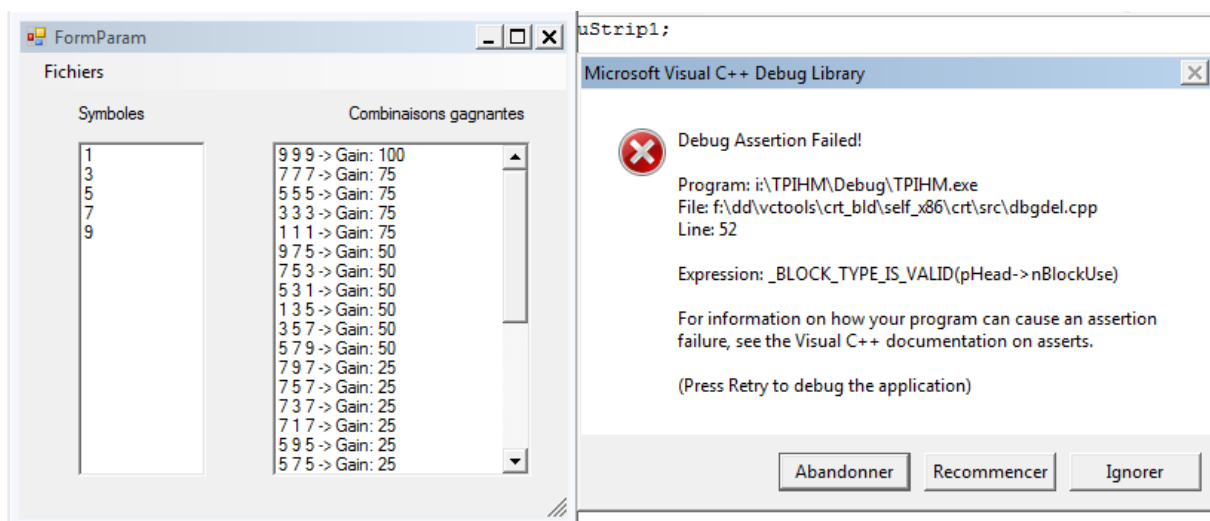 FormParam
Fichiers
Symboles
1
3
5
7
9
Combinaisons gagnantes
9 9 9 -> Gain: 100
7 7 7 -> Gain: 75
5 5 5 -> Gain: 75
3 3 3 -> Gain: 75
1 1 1 -> Gain: 75
9 7 5 -> Gain: 50
7 5 3 -> Gain: 50
5 3 1 -> Gain: 50
1 3 5 -> Gain: 50
3 5 7 -> Gain: 50
5 7 9 -> Gain: 50
7 9 7 -> Gain: 25
7 5 7 -> Gain: 25
7 3 7 -> Gain: 25
7 1 7 -> Gain: 25
5 9 5 -> Gain: 25
5 7 5 -> Gain: 25
uStrip1;
Microsoft Visual C++ Debug Library
Debug Assertion Failed!
Program: i:\TPIHM\Debug\TPIHM.exe
File: f:\dd\vctools\crt_bld\self_x86\crt\src\dbgdel.cpp
Line: 52
Expression: _BLOCK_TYPE_IS_VALID(pHead->nBlockUse)
For information on how your program can cause an assertion
failure, see the Visual C++ documentation on asserts.
(Press Retry to debug the application)
Abandonner
Recommencer
Ignorer